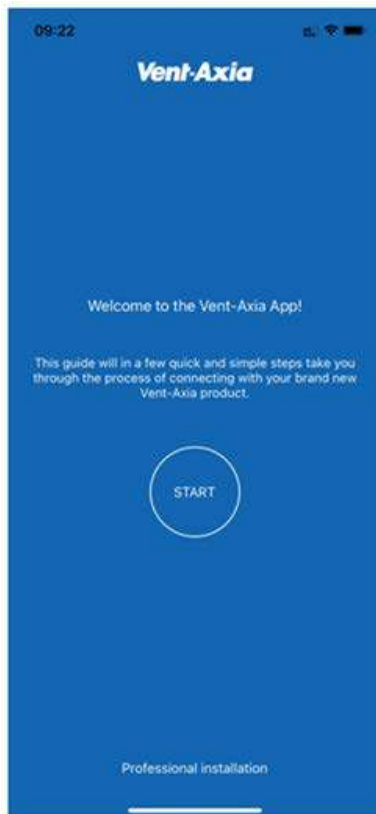 09:22
Vent-Axia
Welcome to the Vent-Axia App!
This guide will in a few quick and simple steps take you
through the process of connecting with your brand new
Vent-Axia product.
START
Professional installation